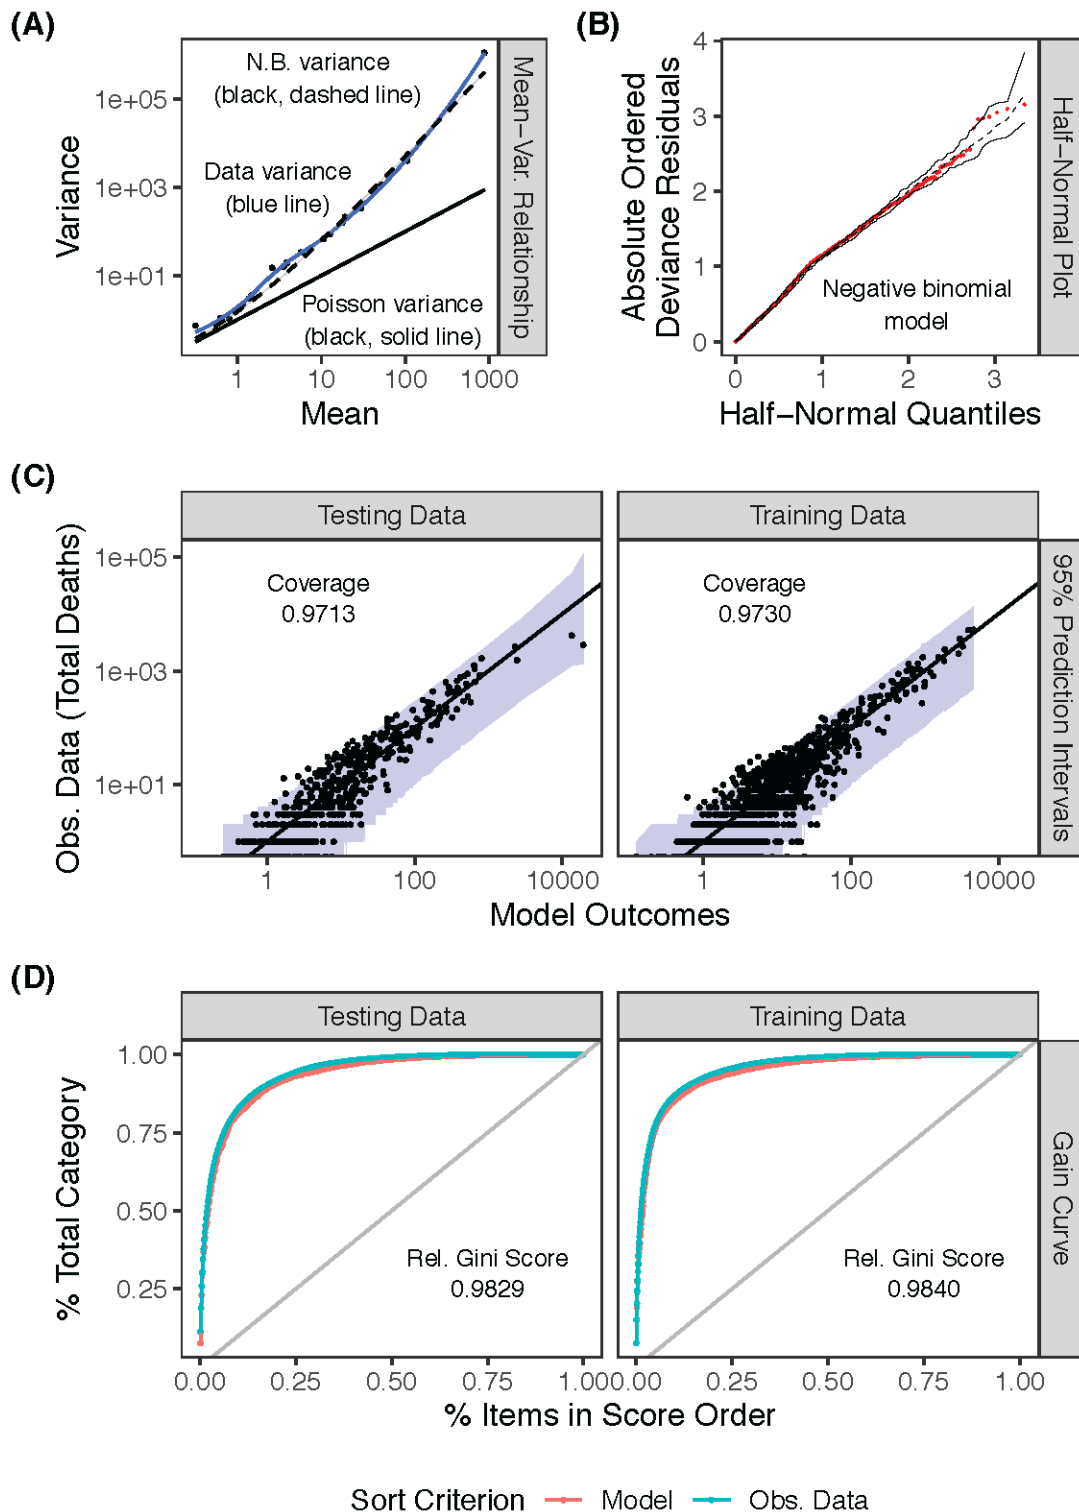 (A)
N.B. variance
(black, dashed line)
Data variance
(blue line)
Poisson variance
(black, solid line)
1e+05
1e+03
1e+01
Variance
1 10 100 1000
Mean
Mean−Var. Relationship
(B)
4
3
2
1
0
Absolute Ordered
Deviance Residuals
Negative binomial
model
0 1 2 3
Half−Normal Quantiles
Half−Normal Plot
(C)
Testing Data
Training Data
Coverage
0.9713
Coverage
0.9730
1e+05
1e+03
1e+01
Obs. Data (Total Deaths)
1 100 10000
1 100 10000
Model Outcomes
95% Prediction Intervals
(D)
Testing Data
Training Data
1.00
0.75
0.50
0.25
% Total Category
Rel. Gini Score
0.9829
Rel. Gini Score
0.9840
0.00 0.25 0.50 0.75 1.00
0.00 0.25 0.50 0.75 1.00
% Items in Score Order
Gain Curve
Sort Criterion Model Obs. Data